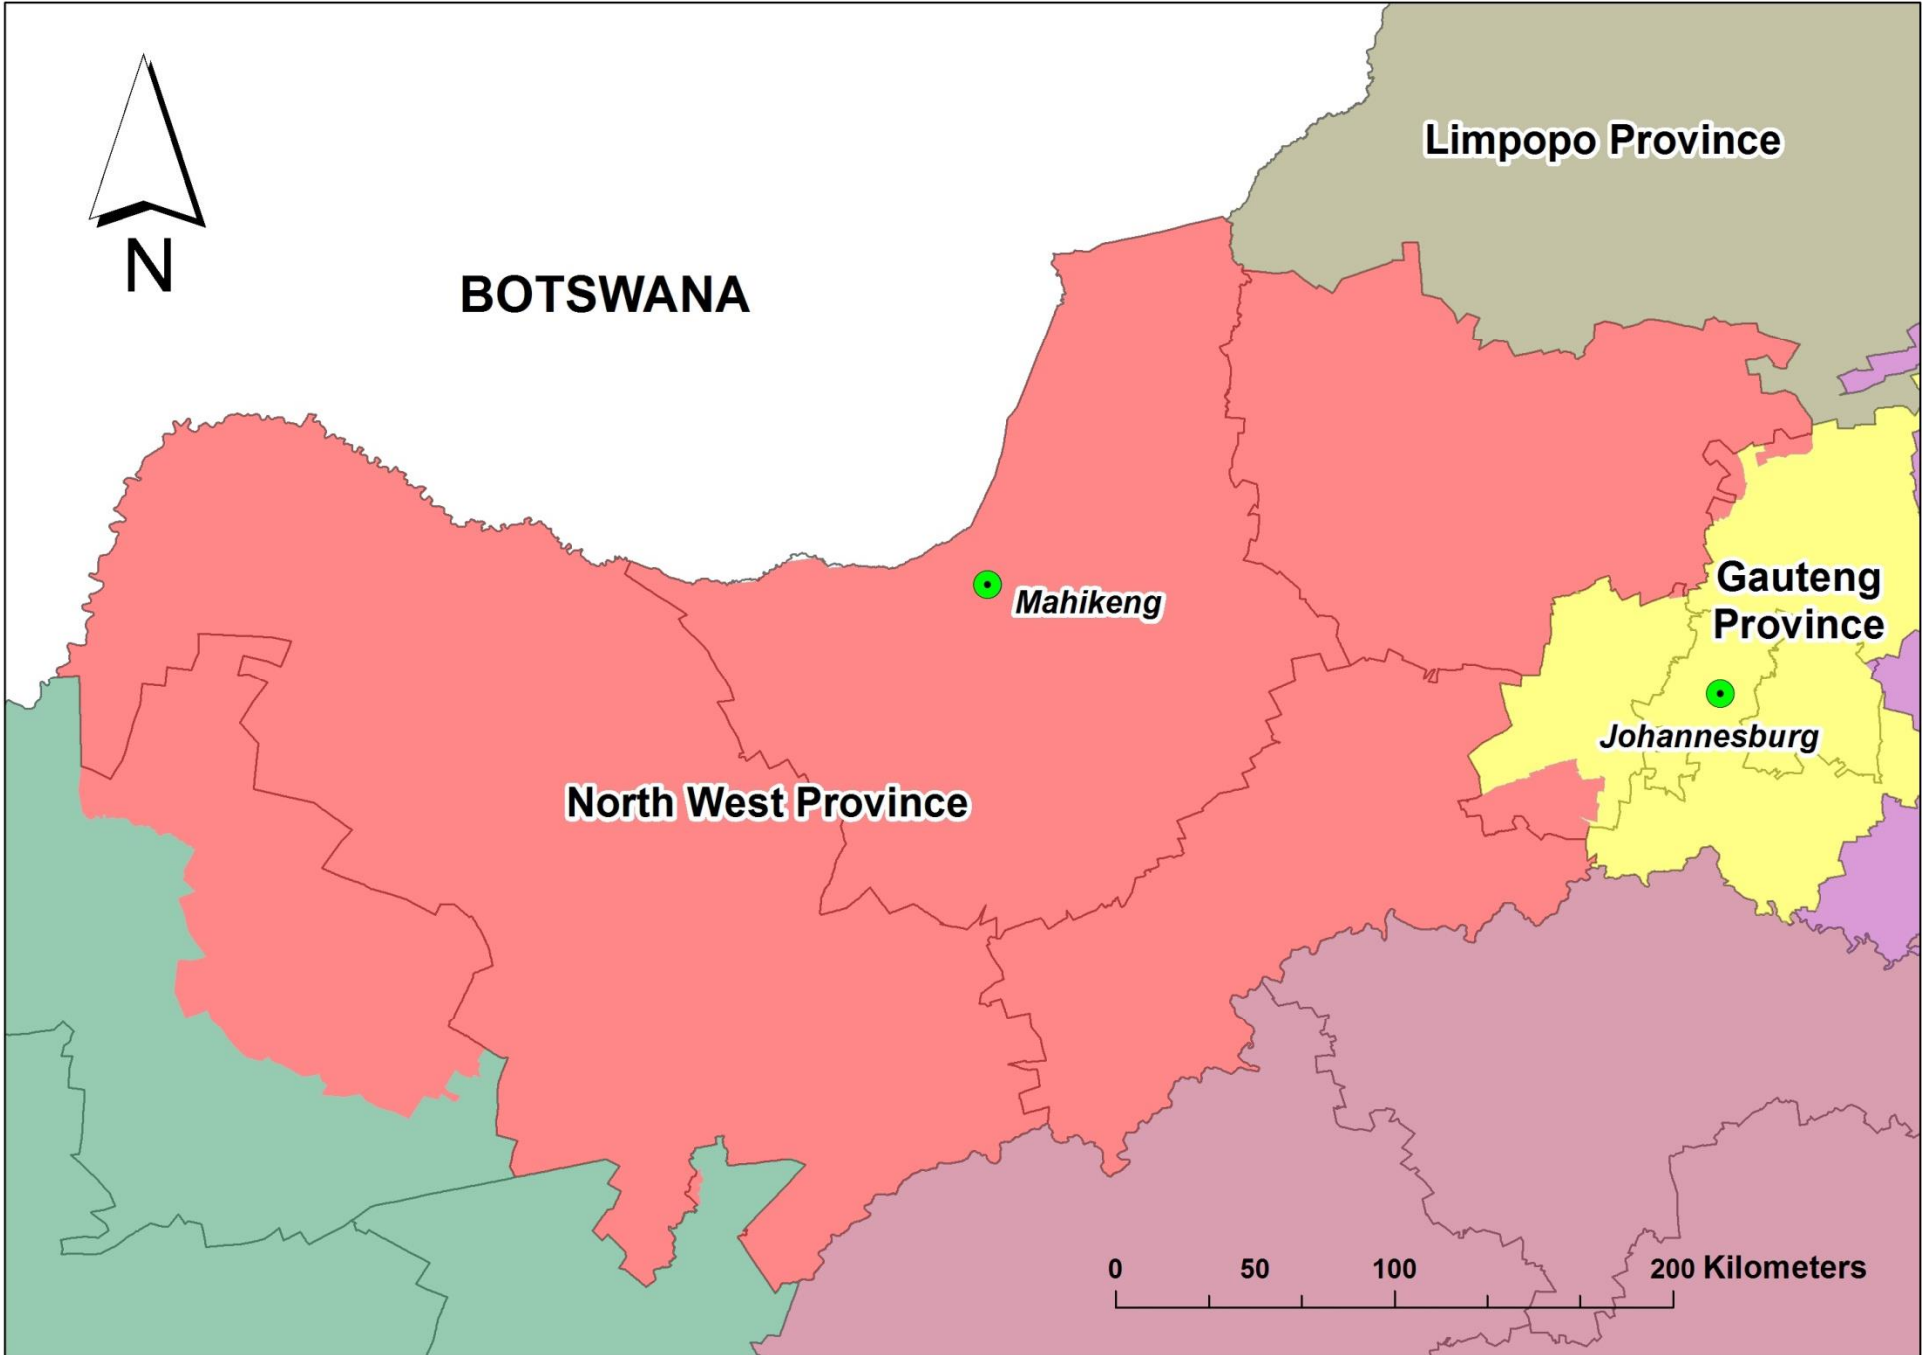 Limpopo Province
N
BOTSWANA
Gauteng
Province
Mahikeng
Johannesburg
North West Province
0 50 100 200 Kilometers